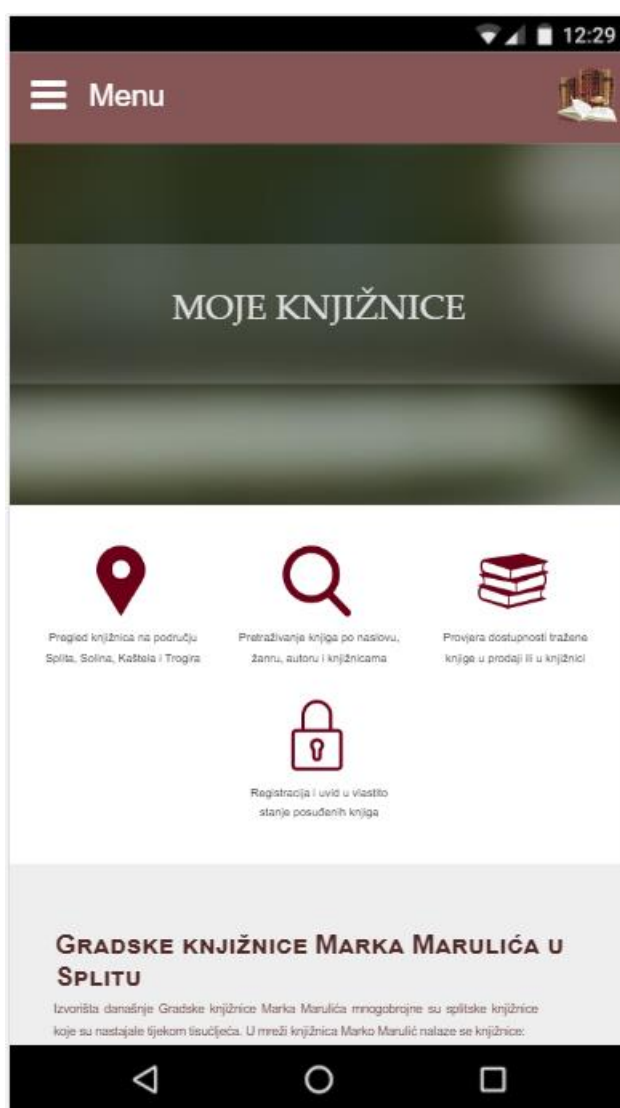 12:29
Menu
MOJE KNJIŽNICE
Pregled knjižnica na području
Splita, Solina, Kaštela i Trogira
Pretraživanje knjiga po naslovu,
žanru, autoru i knjižnicama
Provjera dostupnosti tražene
knjige u prodaji ili u knjižnici
Registracija i uvid u vlastito
stanje posuđenih knjiga
GRADSKE KNJIŽNICE MARKA MARULIĆA U
SPLITU
Izvorišta današnje Gradske knjižnice Marka Marulića mnogobrojne su splitske knjižnice
koje su nastajale tijekom tisućljeća. U mreži knjižnica Marko Marulić nalaze se knjižnice: